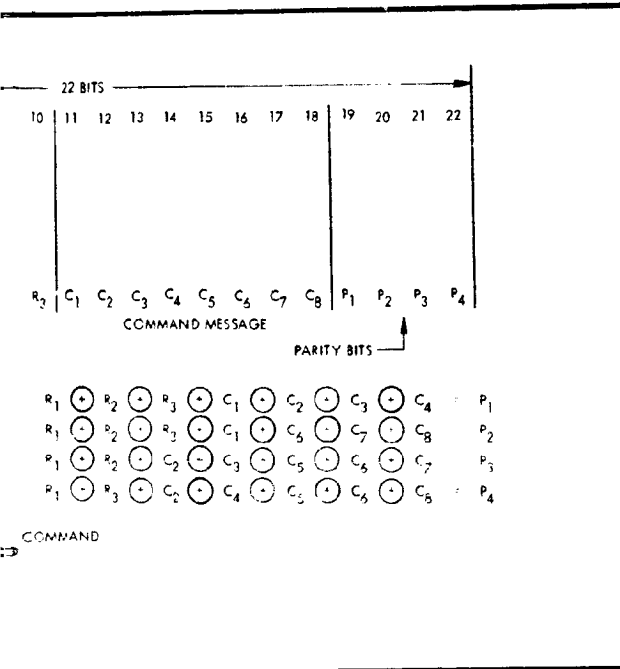 22 BITS
10 11 12 13 14 15 16 17 18 19 20 21 22
R₃ C₁ C₂ C₃ C₄ C₅ C₆ C₇ C₈ P₁ P₂ P₃ P₄
COMMAND MESSAGE
PARITY BITS
R₁ ⊕ R₂ ⊕ R₃ ⊕ C₁ ⊕ C₂ ⊕ C₃ ⊕ C₄ = P₁
R₁ ⊕ R₂ ⊕ R₃ ⊕ C₁ ⊕ C₆ ⊕ C₇ ⊕ C₈ P₂
R₁ ⊕ R₂ ⊕ C₂ ⊕ C₃ ⊕ C₅ ⊕ C₆ ⊕ C₇ P₃
R₁ ⊕ R₃ ⊕ C₂ ⊕ C₄ ⊕ C₅ ⊕ C₆ ⊕ C₈ = P₄
COMMAND